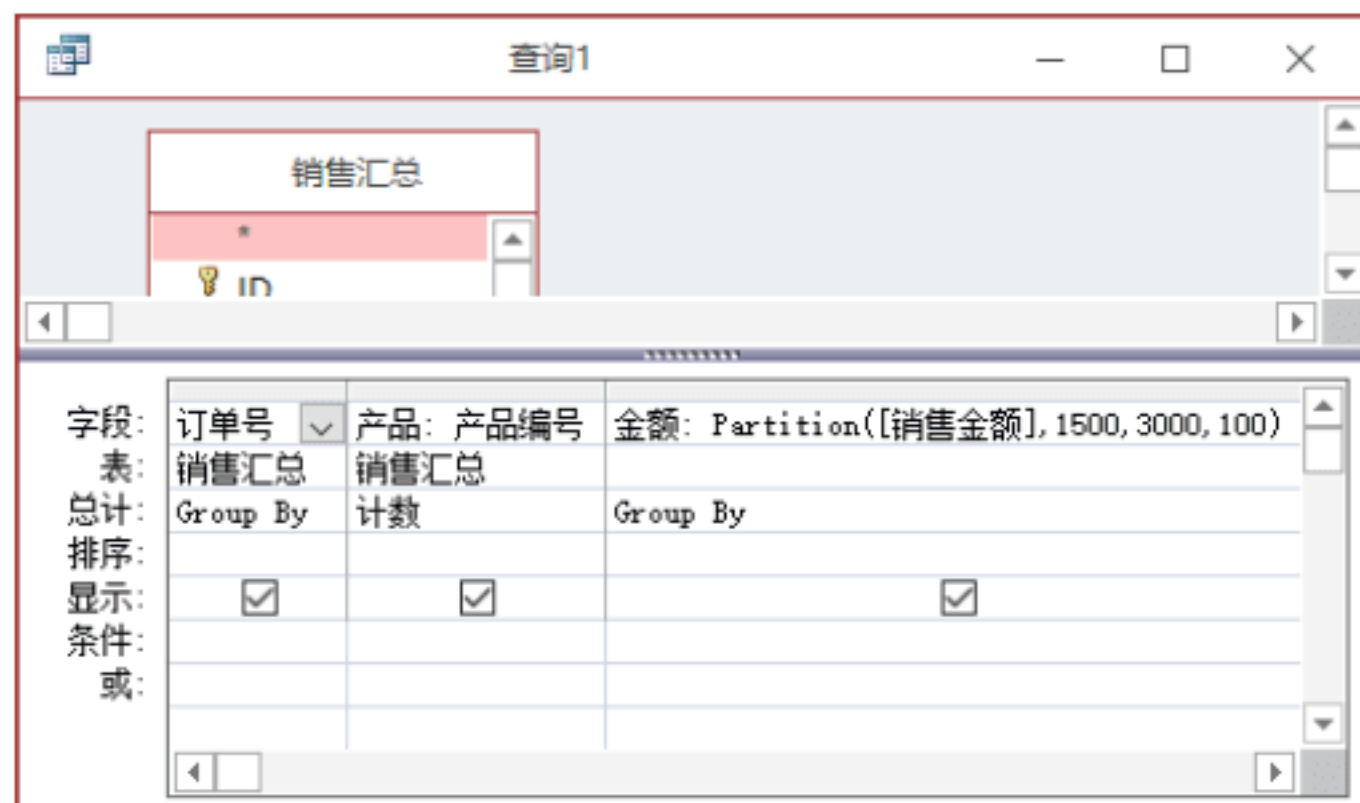 查询1
销售汇总
*
ID
字段: 订单号 产品: 产品编号 金额: Partition([销售金额],1500,3000,100)
表: 销售汇总 销售汇总
总计: Group By 计数 Group By
排序:
显示:
条件:
或: